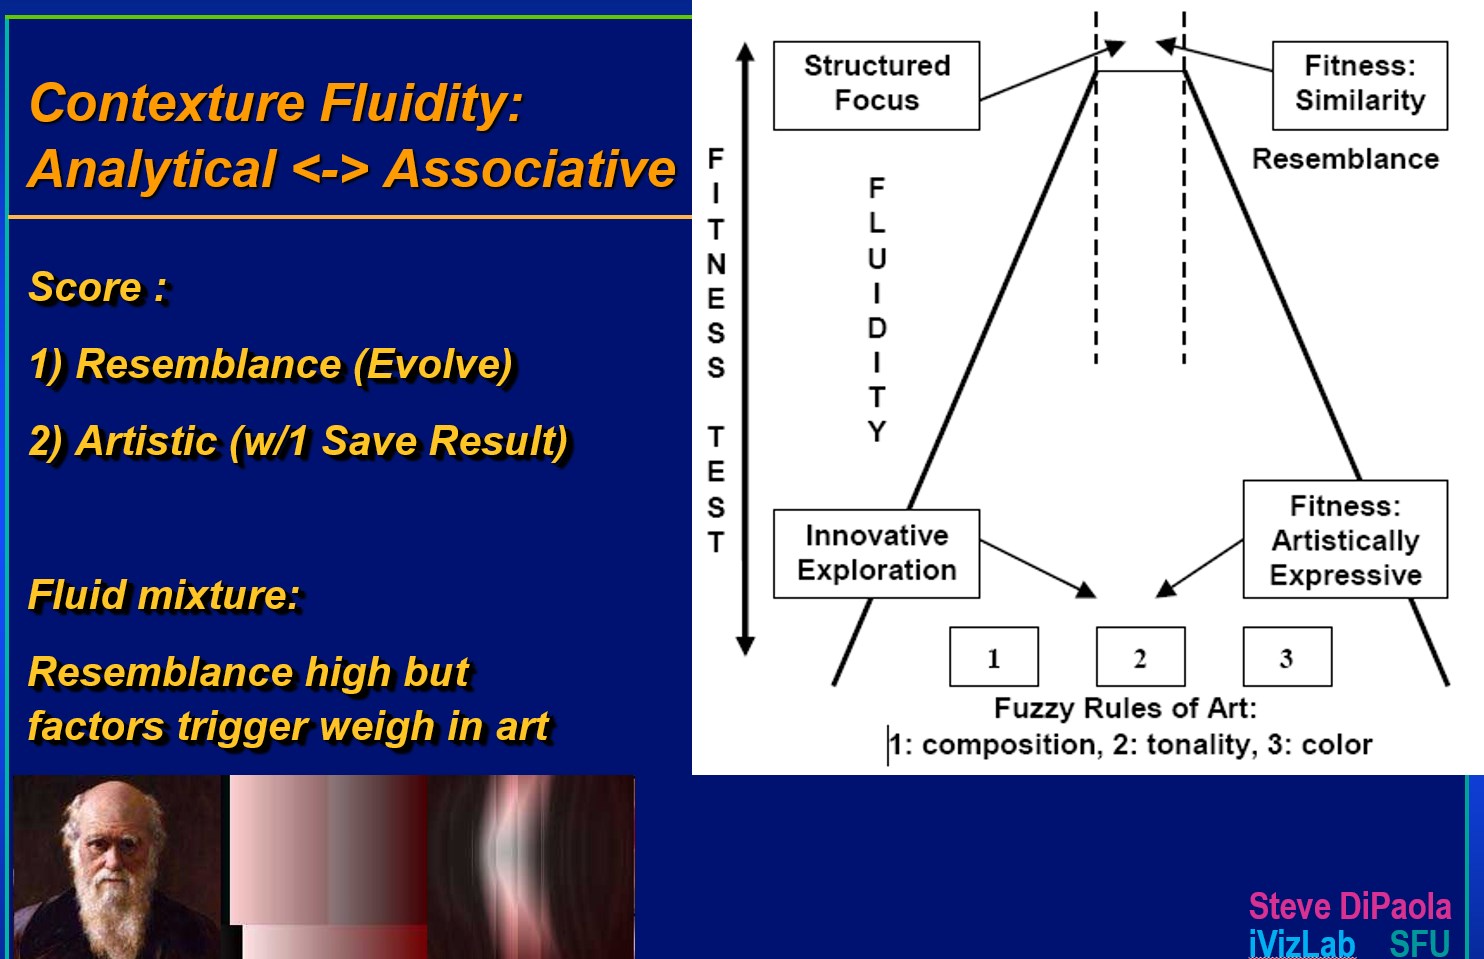 Contexture Fluidity:
Analytical <-> Associative
Score :
1) Resemblance (Evolve)
2) Artistic (w/1 Save Result)
Fluid mixture:
Resemblance high but
factors trigger weigh in art
FITNESS TEST
FLUIDITY
Structured
Focus
Fitness:
Similarity
Resemblance
Innovative
Exploration
Fitness:
Artistically
Expressive
1 2 3
Fuzzy Rules of Art:
1: composition, 2: tonality, 3: color
Steve DiPaola
iVizLab SFU